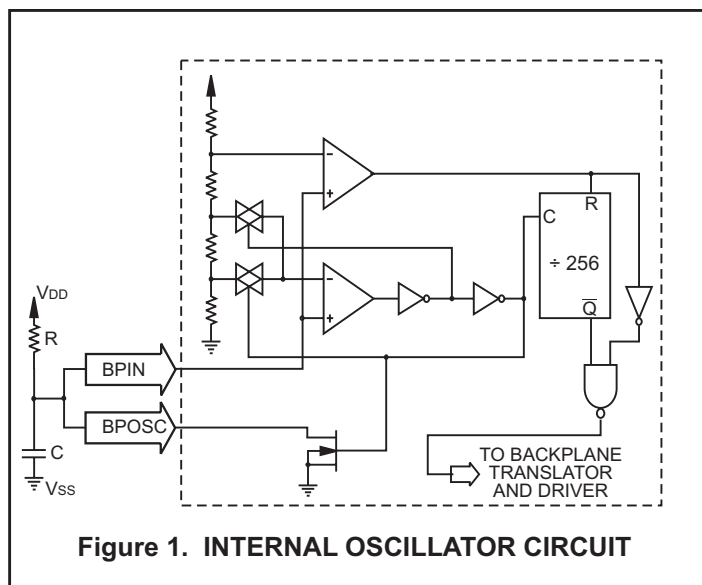 −
+
R
C
÷ 256
Q̅
−
+
VDD
R
BPIN
BPOSC
C
VSS
TO BACKPLANE
TRANSLATOR
AND DRIVER
Figure 1. INTERNAL OSCILLATOR CIRCUIT